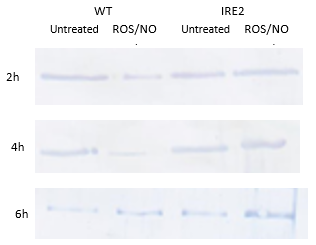 WT IRE2
Untreated ROS/NO Untreated ROS/NO
2h
4h
6h